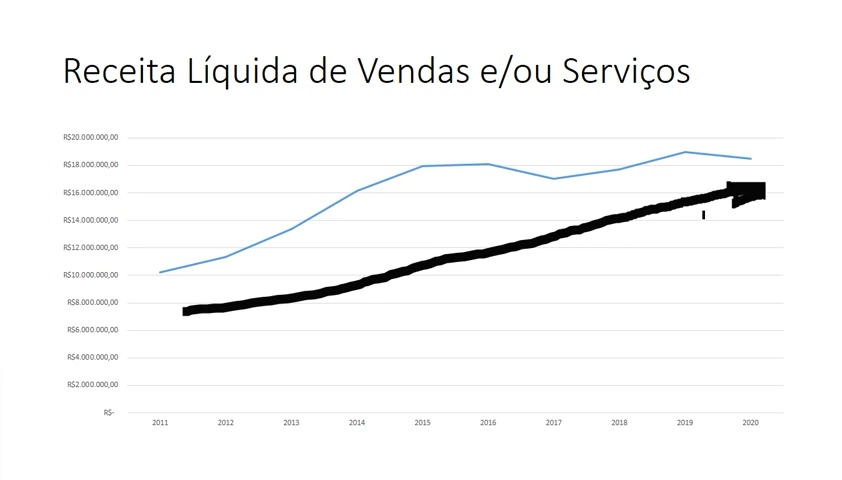 Receita Líquida de Vendas e/ou Serviços
R$20.000.000,00
R$18.000.000,00
R$16.000.000,00
R$14.000.000,00
R$12.000.000,00
R$10.000.000,00
R$8.000.000,00
R$6.000.000,00
R$4.000.000,00
R$2.000.000,00
R$-
2011 2012 2013 2014 2015 2016 2017 2018 2019 2020